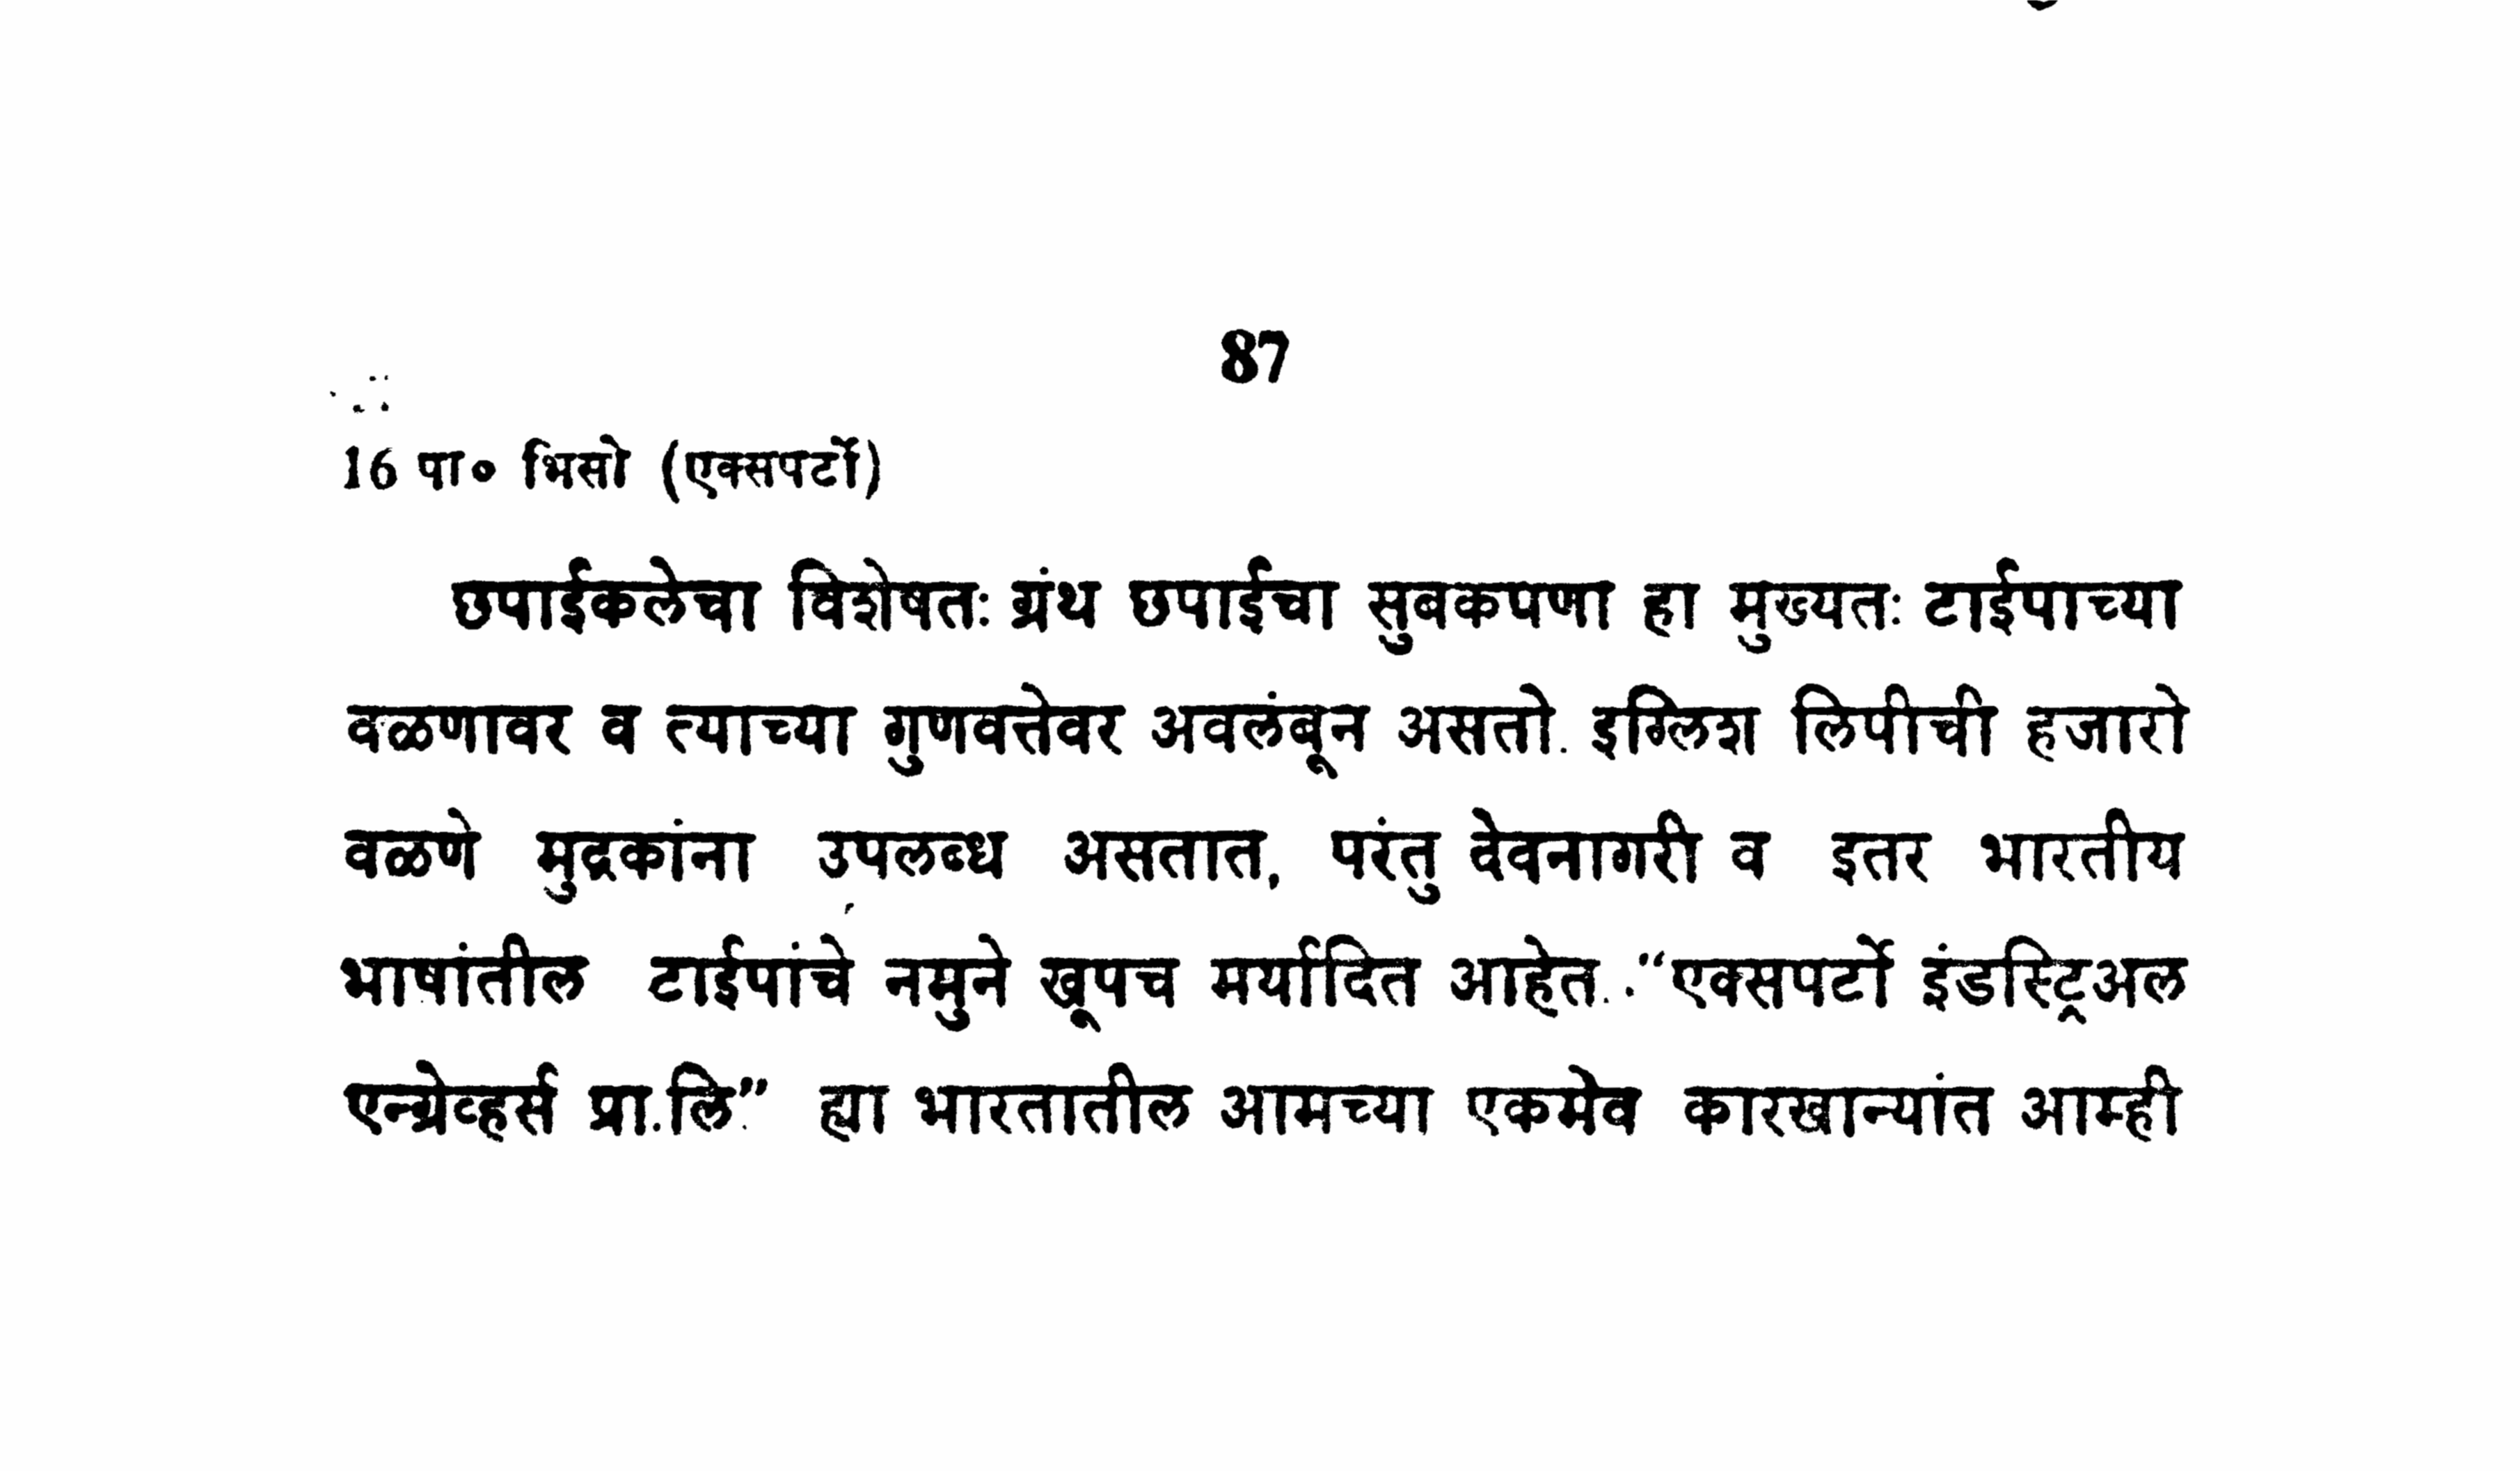 87
16 पा० मिसो (एक्सपर्टो)
छपाईकलेचा विशेषतः ग्रंथ छपाईचा सुबकपणा हा मुख्यतः टाईपाच्या
वळणावर व त्याच्या गुणवत्तेवर अवलंबून असतो. इग्लिश लिपीची हजारो
वळणे मुद्रकांना उपलब्ध असतात, परंतु देवनागरी व इतर भारतीय
भाषांतील टाईपांचे नमुने खूपच मर्यादित आहेत. “एक्सपर्टो इंडस्ट्रिअल
एन्ग्रेव्हर्स प्रा.लि.” ह्या भारतातील आमच्या एकमेव कारखान्यांत आम्ही